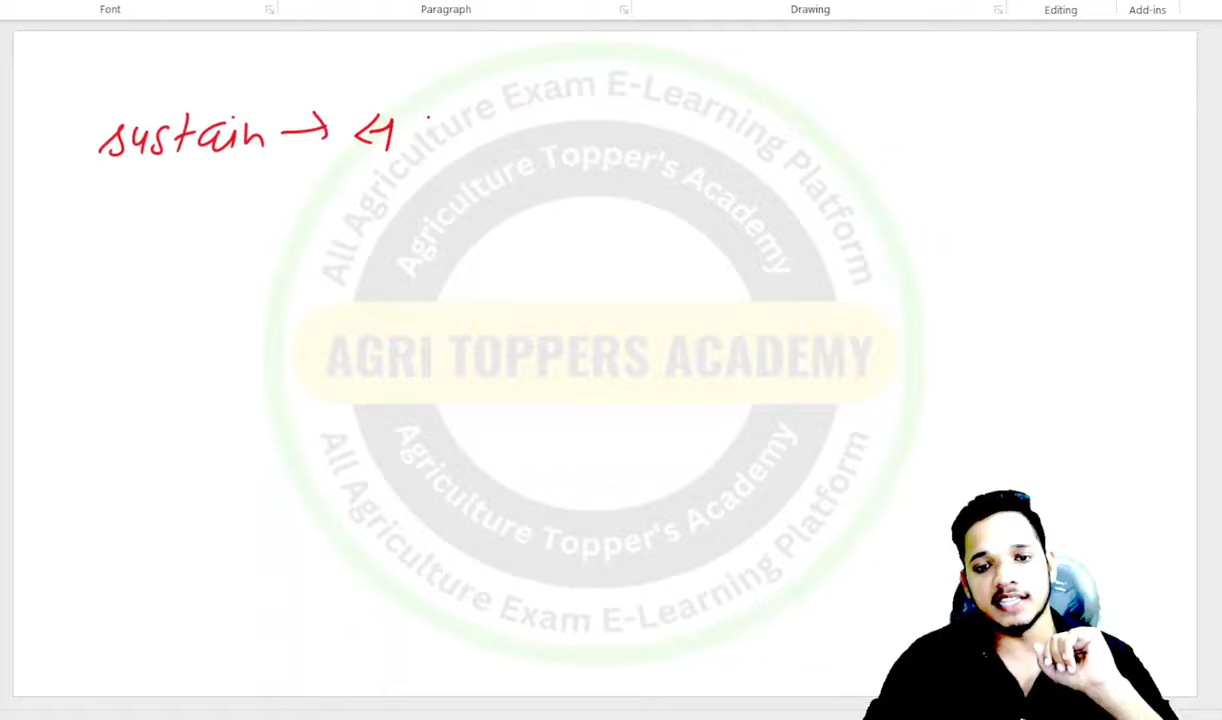 Font Paragraph Drawing Editing Add-ins
sustain →
All Agriculture Exam E-Learning Platform
Agriculture Topper's Academy
AGRI TOPPERS ACADEMY
Agriculture Topper's Academy
All Agriculture Exam E-Learning Platform